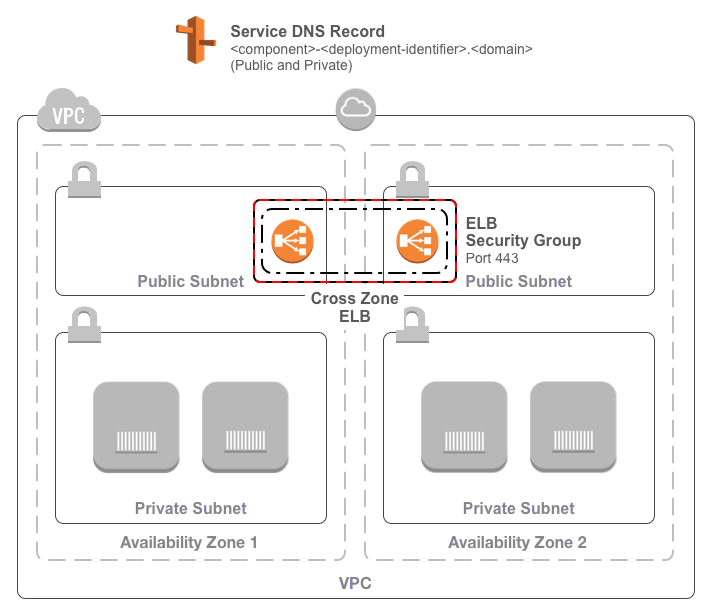 Service DNS Record
<component>-<deployment-identifier>.<domain>
(Public and Private)
VPC
ELB
Security Group
Port 443
Public Subnet
Public Subnet
Cross Zone
ELB
Private Subnet
Private Subnet
Availability Zone 1
Availability Zone 2
VPC